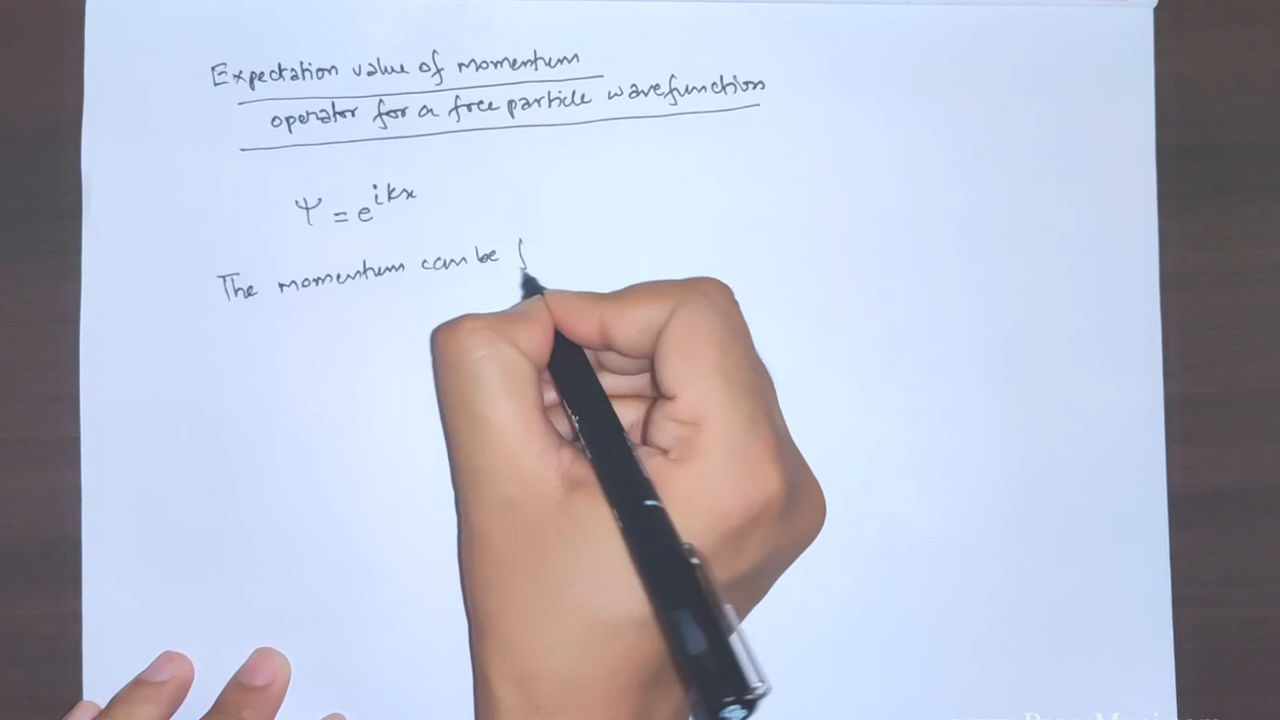 Expectation value of momentum
operator for a free particle wavefunction
Ψ = e^{ikx}
The momentum can be